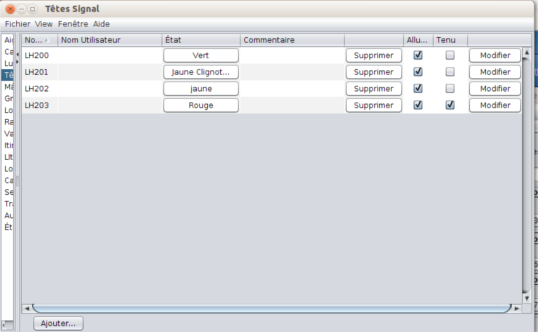 Têtes Signal
Fichier View Fenêtre Aide
No... Nom Utilisateur État Commentaire Allu... Tenu
LH200 Vert Supprimer Modifier
LH201 Jaune Clignot... Supprimer Modifier
LH202 jaune Supprimer Modifier
LH203 Rouge Supprimer Modifier
Ai
Ca
Lu
Tê
Ma
Gr
Lo
Ra
Va
Itir
Lit
Lo
Ca
Se
Tra
Au
Ét
Ajouter...